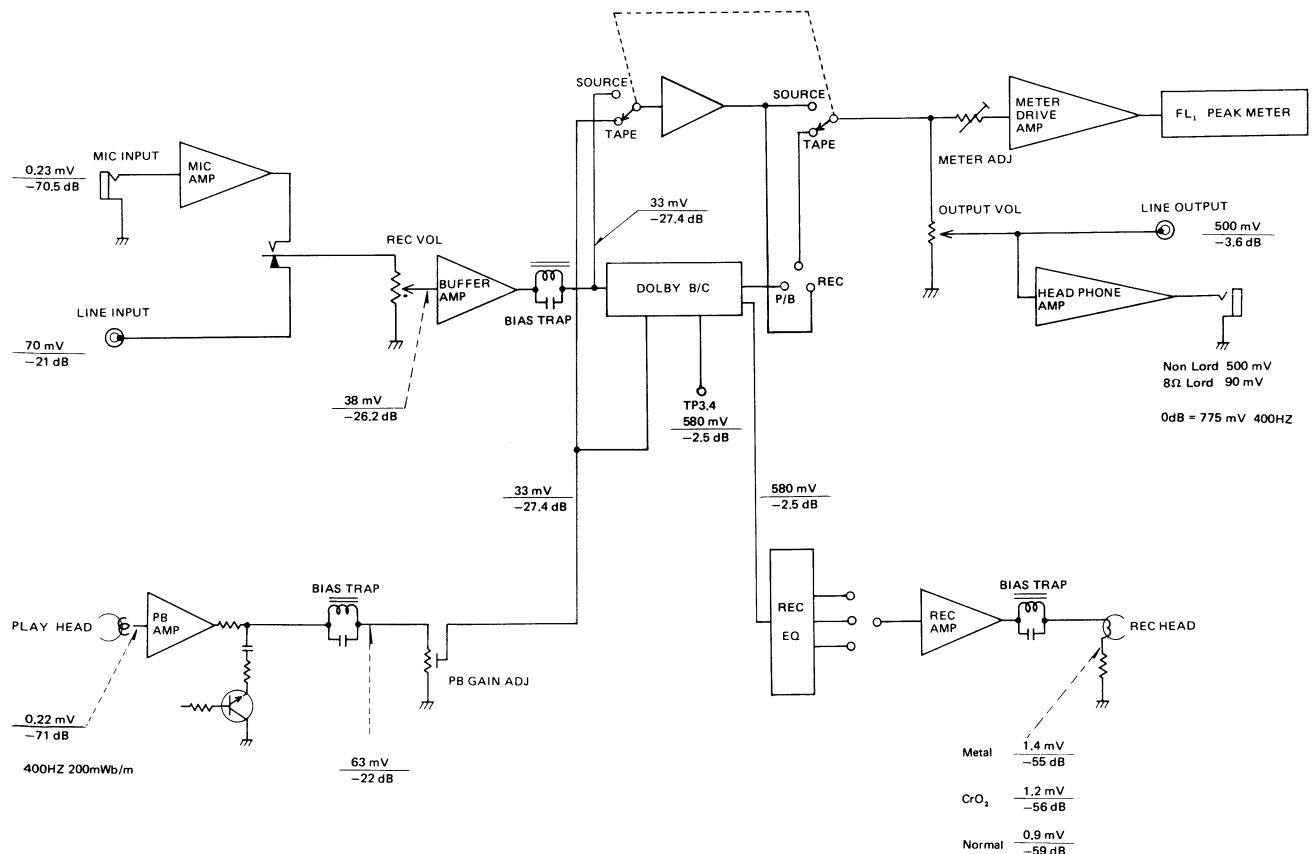 SOURCE
TAPE
SOURCE
TAPE
METER
DRIVE
AMP
FL₁ PEAK METER
METER ADJ
MIC INPUT
0.23 mV
−70.5 dB
MIC
AMP
33 mV
−27.4 dB
OUTPUT VOL
LINE OUTPUT
500 mV
−3.6 dB
REC VOL
BUFFER
AMP
BIAS TRAP
DOLBY B/C
P/B
REC
HEAD PHONE
AMP
LINE INPUT
70 mV
−21 dB
38 mV
−26.2 dB
TP3.4
580 mV
−2.5 dB
Non Lord 500 mV
8Ω Lord 90 mV
0dB = 775 mV 400HZ
33 mV
−27.4 dB
580 mV
−2.5 dB
PLAY HEAD
PB
AMP
BIAS TRAP
PB GAIN ADJ
REC
EQ
REC
AMP
BIAS TRAP
REC HEAD
0.22 mV
−71 dB
400HZ 200mWb/m
63 mV
−22 dB
Metal 1.4 mV
−55 dB
CrO₂ 1.2 mV
−56 dB
Normal 0.9 mV
−59 dB